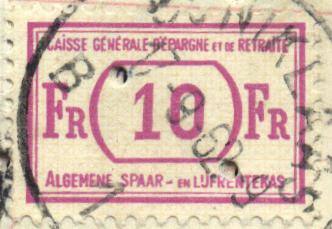 CAISSE GÉNÉRALE D'ÉPARGNE ET DE RETRAITE
FR 10 FR
ALGEMENE SPAAR- EN LIJFRENTEKAS